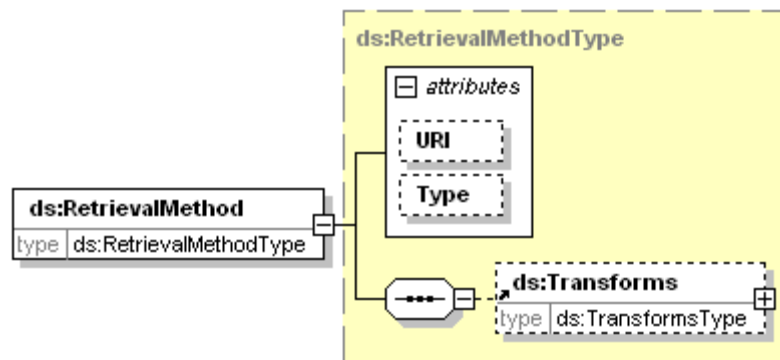 ds:RetrievalMethodType
attributes
URI
Type
ds:RetrievalMethod
type ds:RetrievalMethodType
ds:Transforms
type ds:TransformsType